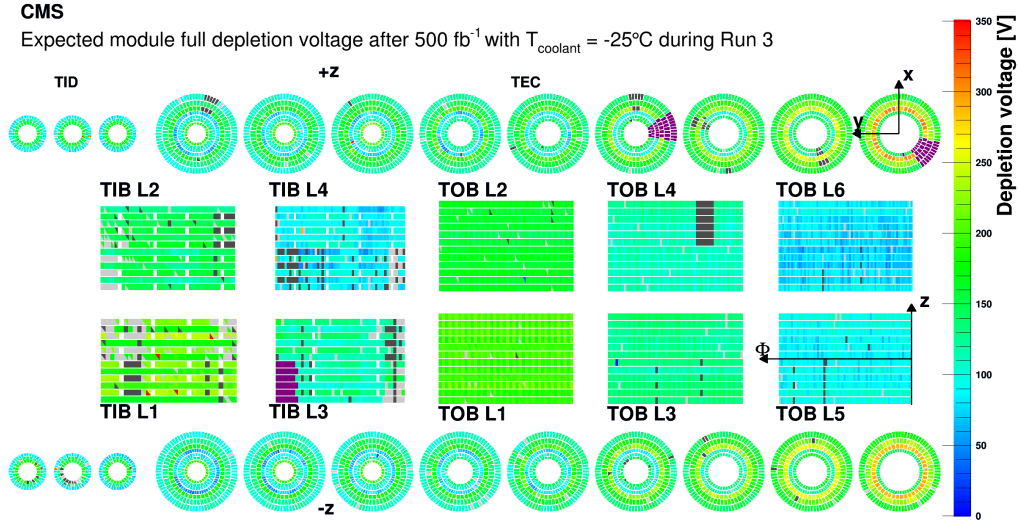 CMS
Expected module full depletion voltage after 500 fb-1 with Tcoolant = -25°C during Run 3
TID
+z
TEC
x
y
TIB L2
TIB L4
TOB L2
TOB L4
TOB L6
z
Φ
TIB L1
TIB L3
TOB L1
TOB L3
TOB L5
-z
Depletion voltage [V]
350
300
250
200
150
100
50
0